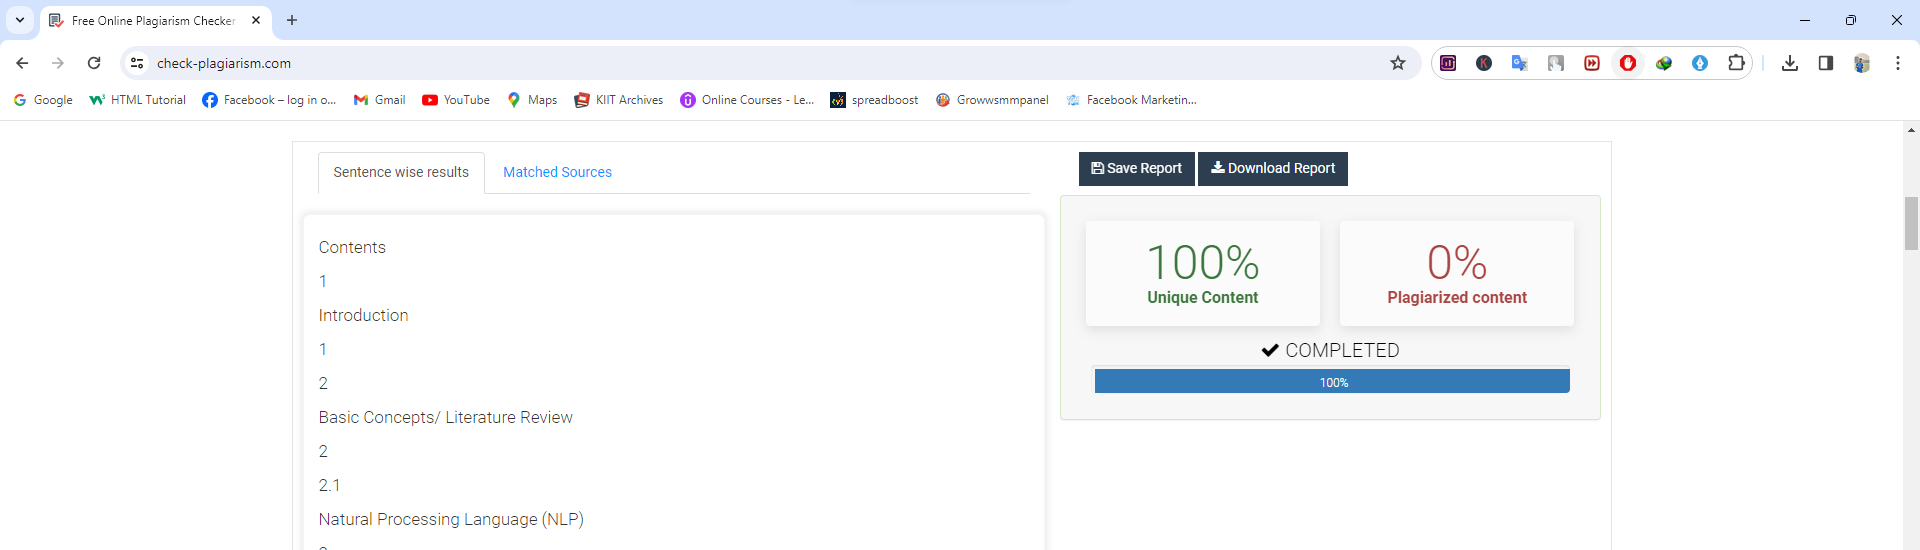 Free Online Plagiarism Checker
check-plagiarism.com
Google
HTML Tutorial
Facebook – log in o...
Gmail
YouTube
Maps
KIIT Archives
Online Courses - Le...
spreadboost
Growwsmmpanel
Facebook Marketin...
Sentence wise results
Matched Sources
Save Report
Download Report
Contents
1
Introduction
1
2
Basic Concepts/ Literature Review
2
2.1
Natural Processing Language (NLP)
100%
Unique Content
0%
Plagiarized content
COMPLETED
100%